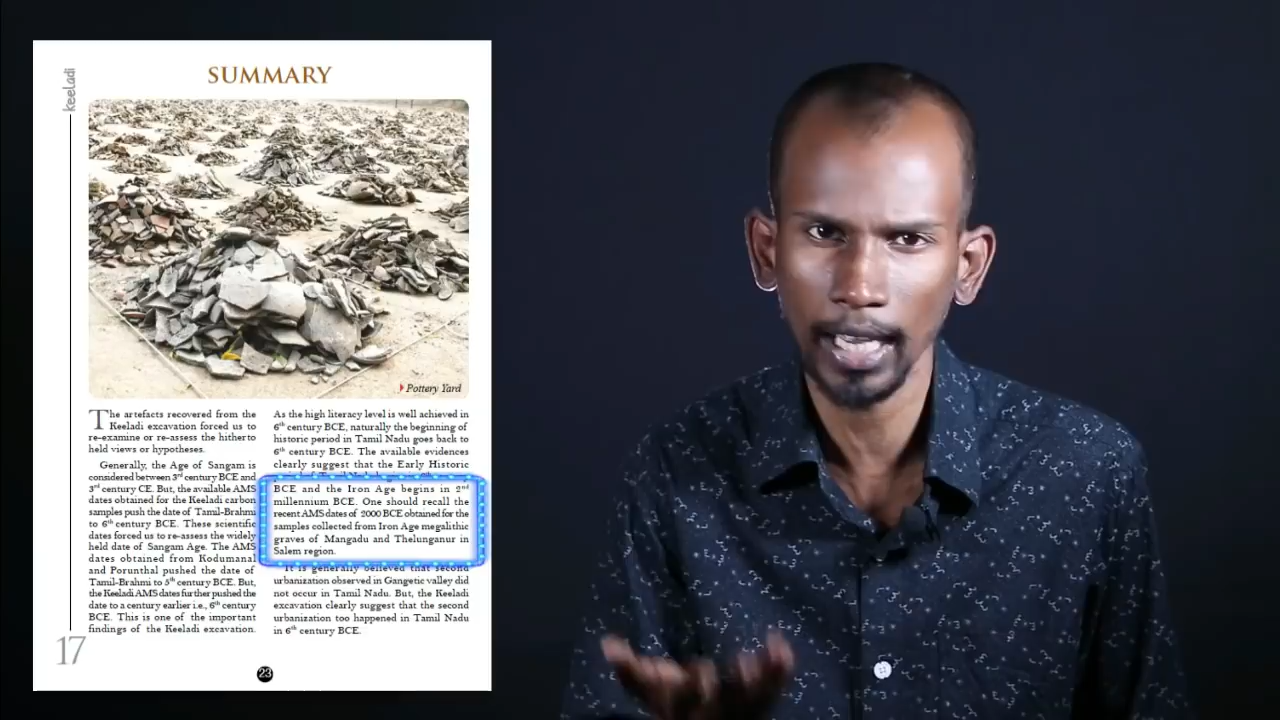 SUMMARY
keeladi
Pottery Yard
The artefacts recovered from the
Keeladi excavation forced us to
re-examine or re-assess the hitherto
held views or hypotheses.
Generally, the Age of Sangam is
considered between 3rd century BCE and
3rd century CE. But, the available AMS
dates obtained for the Keeladi carbon
samples push the date of Tamil-Brahmi
to 6th century BCE. These scientific
dates forced us to re-assess the widely
held date of Sangam Age. The AMS
dates obtained from Kodumanal
and Porunthal pushed the date of
Tamil-Brahmi to 5th century BCE. But,
the Keeladi AMS dates further pushed the
date to a century earlier i.e., 6th century
BCE. This is one of the important
findings of the Keeladi excavation.
As the high literacy level is well achieved in
6th century BCE, naturally the beginning of
historic period in Tamil Nadu goes back to
6th century BCE. The available evidences
clearly suggest that the Early Historic
BCE and the Iron Age begins in 2nd
millennium BCE. One should recall the
recent AMS dates of 2000 BCE obtained for the
samples collected from Iron Age megalithic
graves of Mangadu and Thelunganur in
Salem region.
It is generally believed that second
urbanization observed in Gangetic valley did
not occur in Tamil Nadu. But, the Keeladi
excavation clearly suggest that the second
urbanization too happened in Tamil Nadu
in 6th century BCE.
17
23